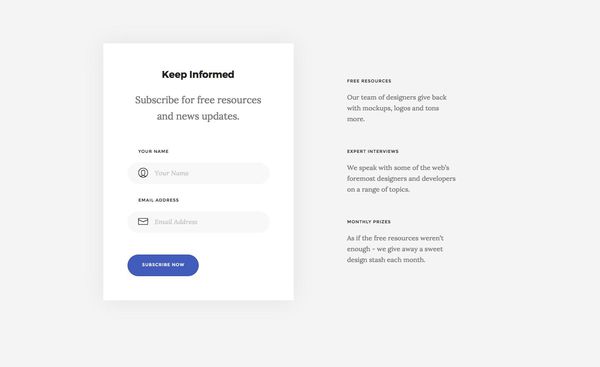 Keep Informed
Subscribe for free resources
and news updates.
YOUR NAME
Your Name
EMAIL ADDRESS
Email Address
SUBSCRIBE NOW
FREE RESOURCES
Our team of designers give back
with mockups, logos and tons
more.
EXPERT INTERVIEWS
We speak with some of the web's
foremost designers and developers
on a range of topics.
MONTHLY PRIZES
As if the free resources weren't
enough – we give away a sweet
design stash each month.